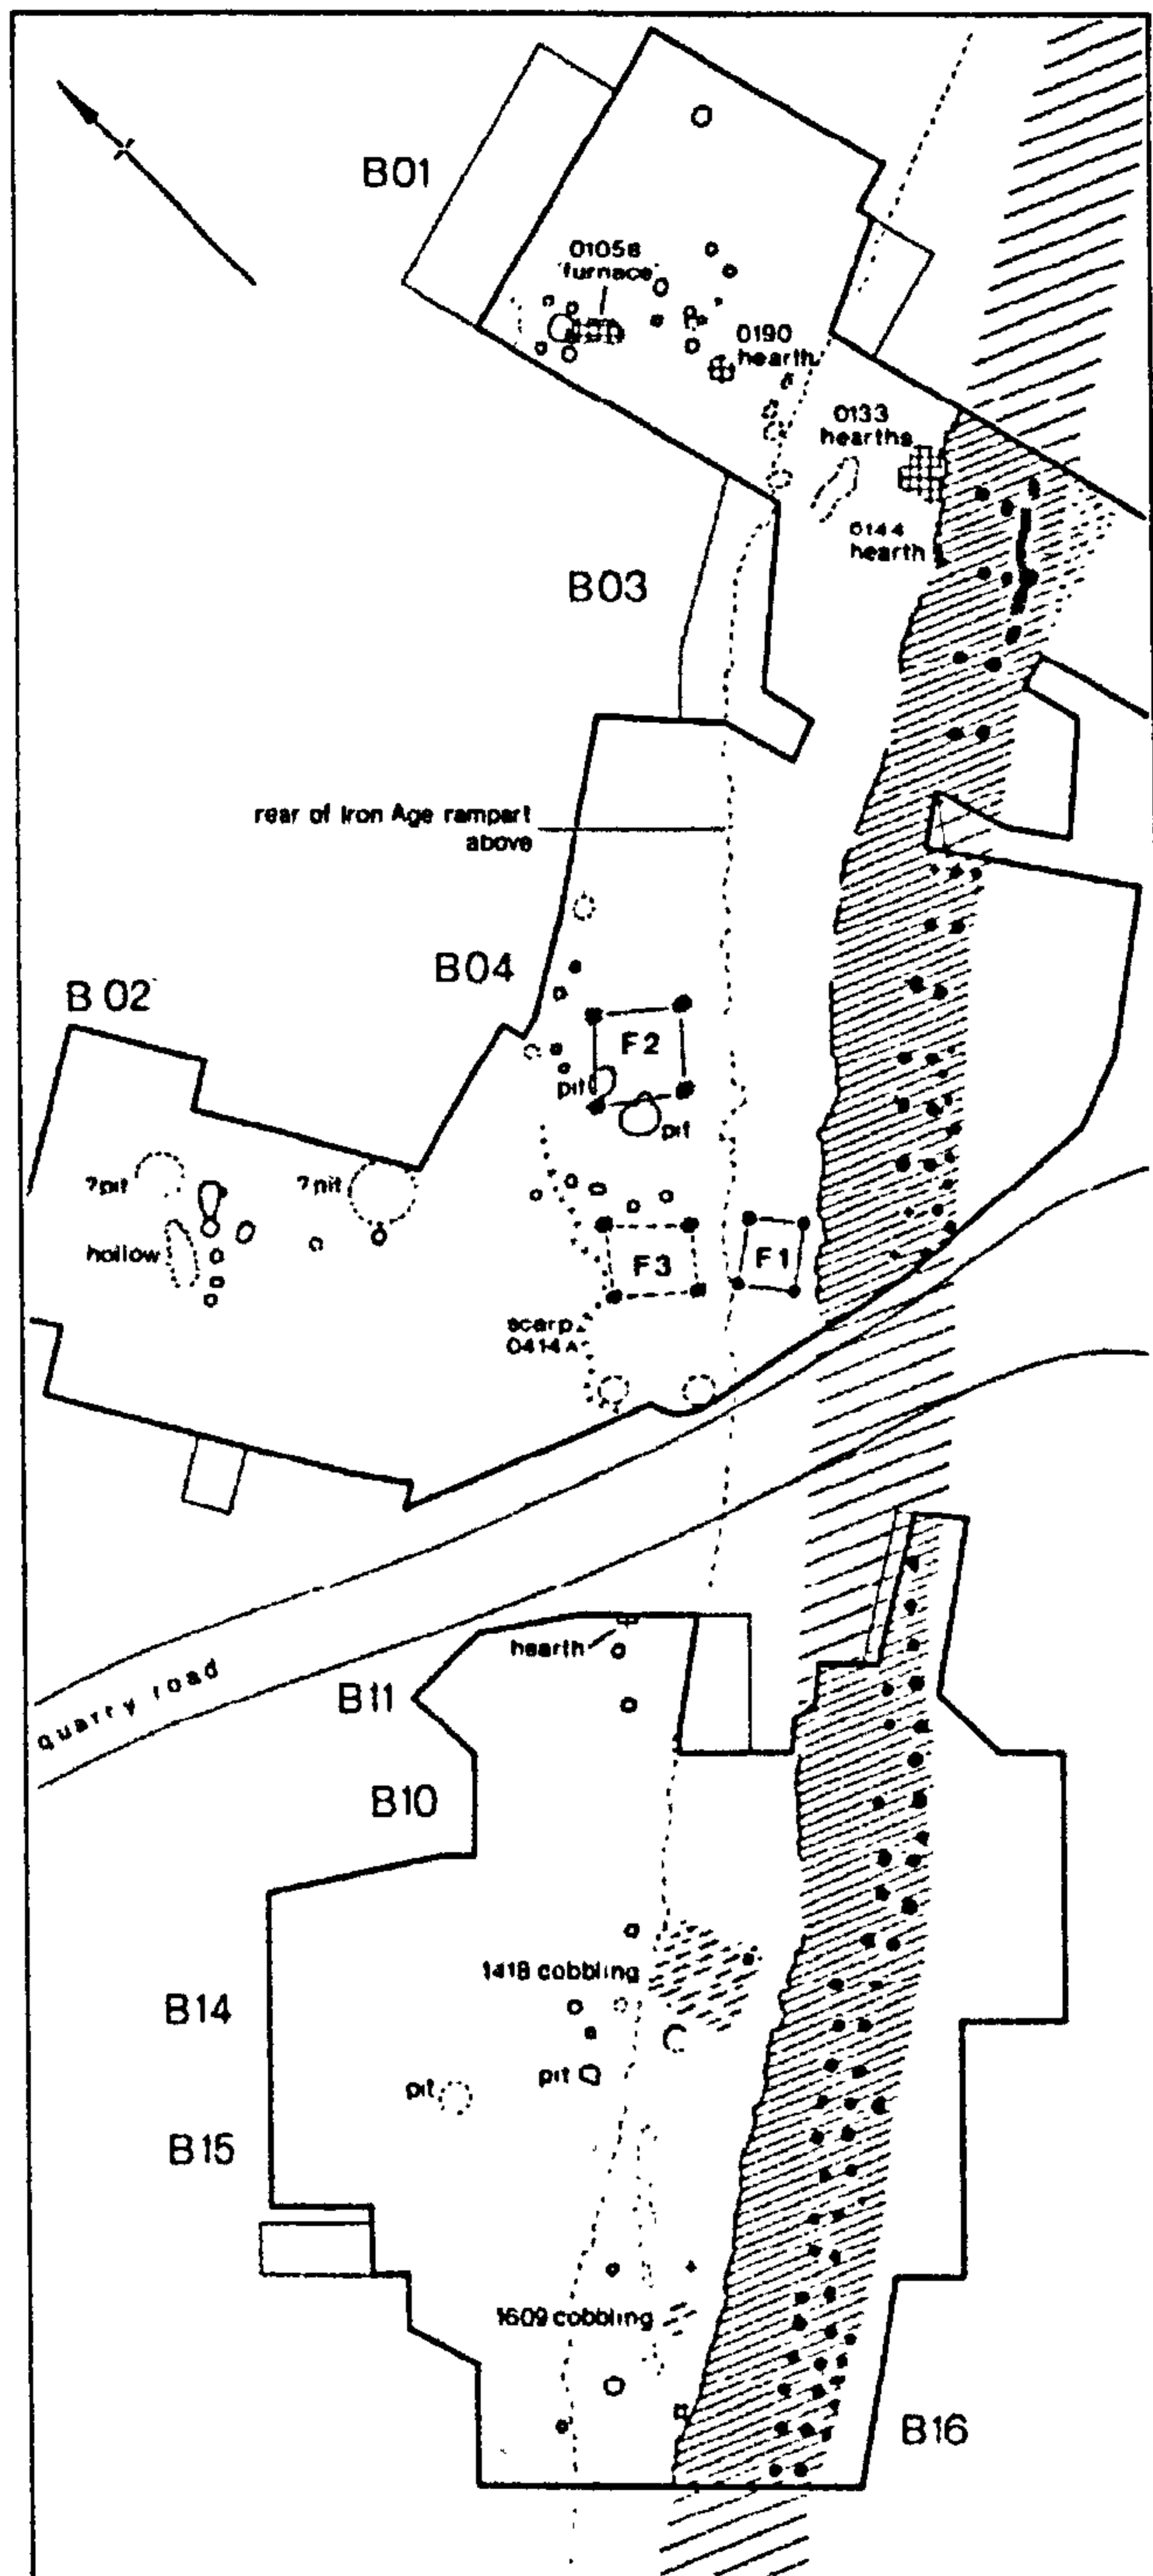 B01
01058
'furnace'
0190
hearth
0133
hearths
0144
hearth
B03
rear of Iron Age rampart
above
B04
B02
F2
pit
pit
?pit
?pit
hollow
F3
F1
scarp
0414
quarry road
hearth
B11
B10
1418 cobbling
B14
pit
pit
B15
1609 cobbling
B16